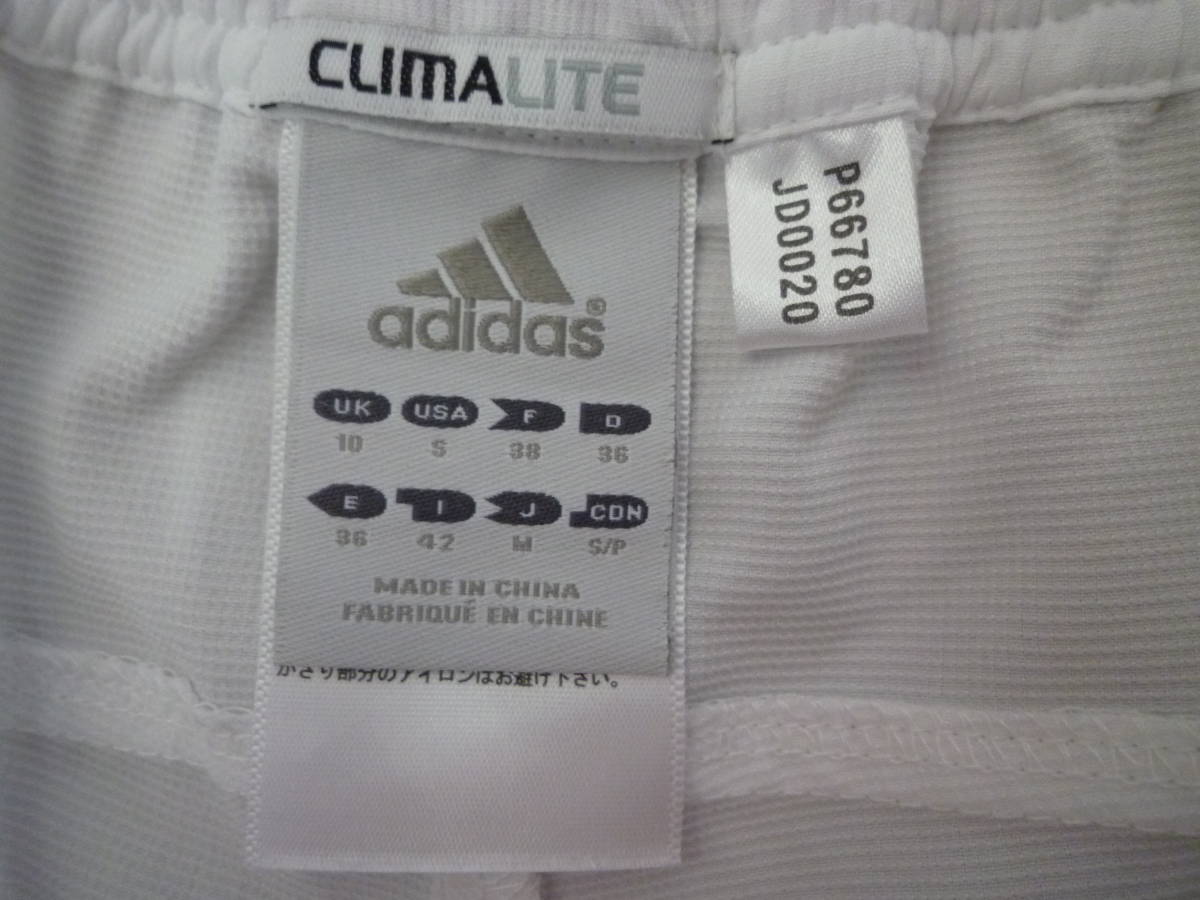 CLIMALITE
P66780
JD0020
adidas®
UK USA F D
10 S 38 36
E I J CDN
36 42 M S/P
MADE IN CHINA
FABRIQUÉ EN CHINE
かざり部分のアイロンはお避け下さい。